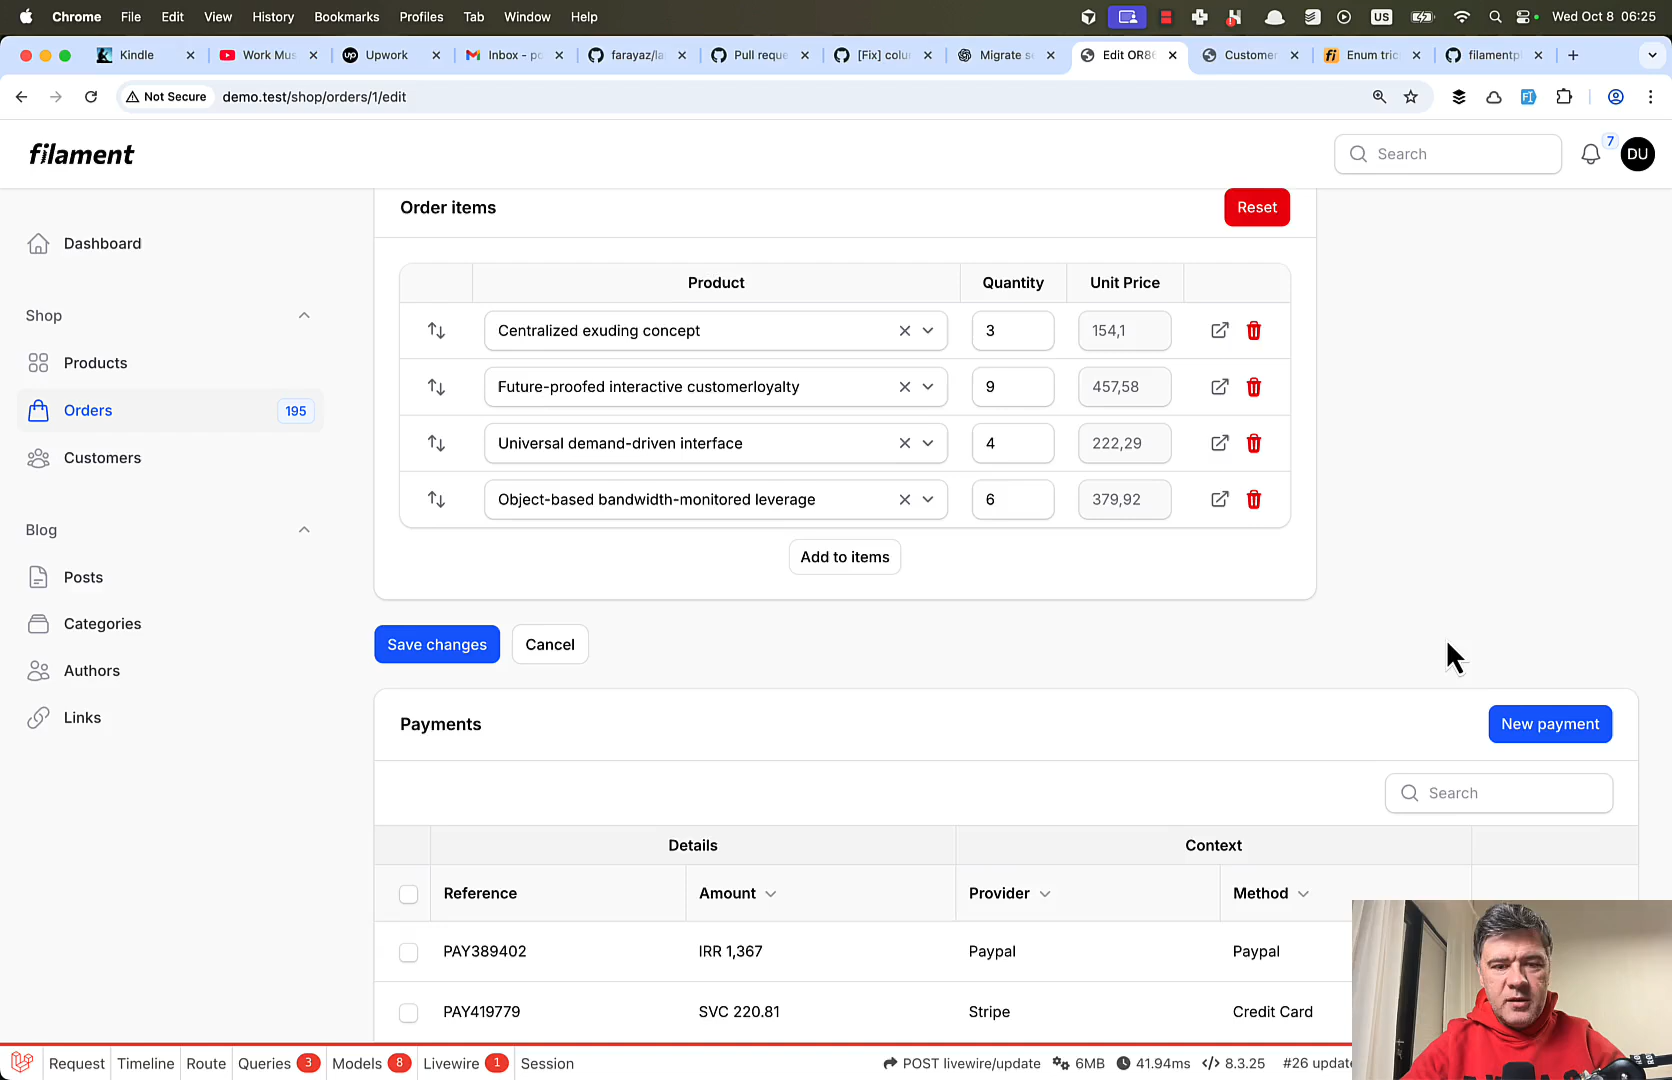 Chrome File Edit View History Bookmarks Profiles Tab Window Help US Wed Oct 8 06:25
Kindle Work Mus Upwork Inbox - pc farayaz/la Pull reque [Fix] colu Migrate s Edit OR86 Customer Enum tric filamentp
Not Secure demo.test/shop/orders/1/edit
filament Search 7 DU
Order items Reset
Dashboard
Shop
Products
Orders 195
Customers
Blog
Posts
Categories
Authors
Links
Product Quantity Unit Price
Centralized exuding concept 3 154,1
Future-proofed interactive customerloyalty 9 457,58
Universal demand-driven interface 4 222,29
Object-based bandwidth-monitored leverage 6 379,92
Add to items
Save changes Cancel
Payments New payment
Search
Details Context
Reference Amount Provider Method
PAY389402 IRR 1,367 Paypal Paypal
PAY419779 SVC 220.81 Stripe Credit Card
Request Timeline Route Queries 3 Models 8 Livewire 1 Session POST livewire/update 6MB 41.94ms 8.3.25 #26 update